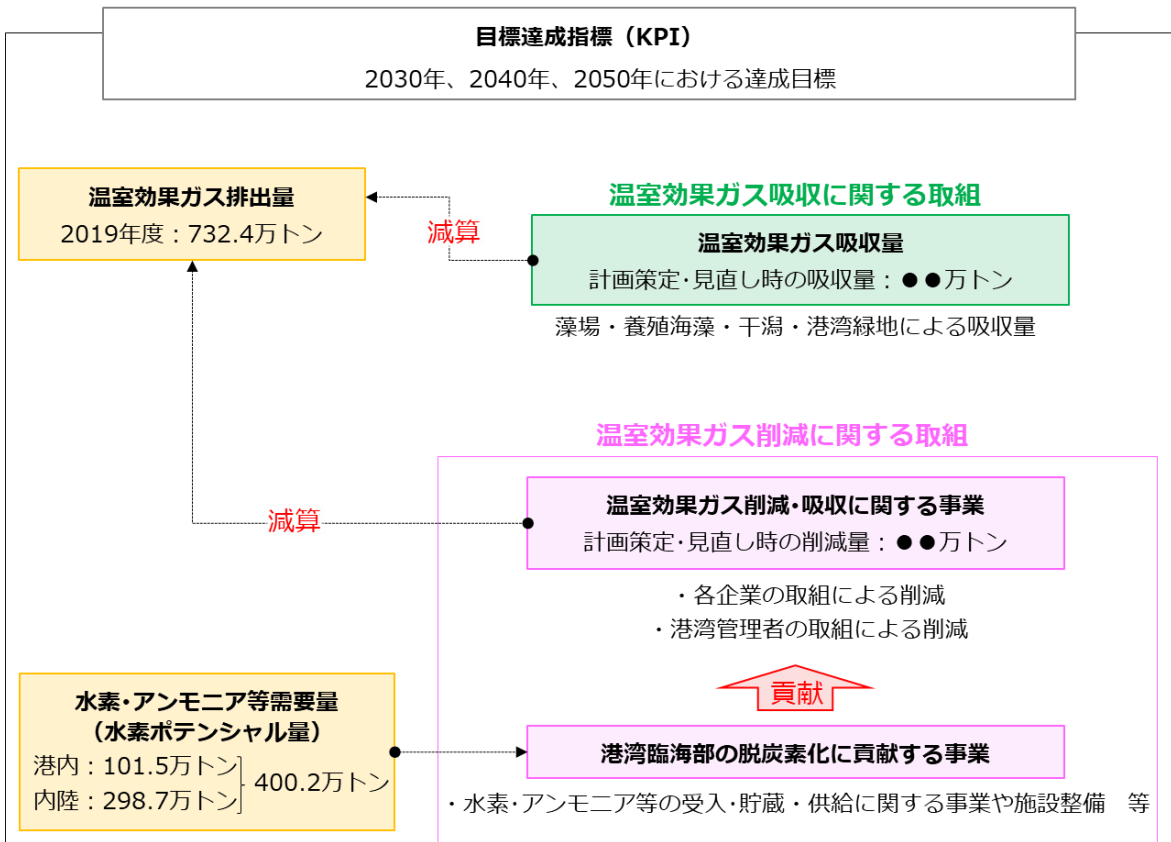 目標達成指標（KPI）
2030年、2040年、2050年における達成目標
温室効果ガス排出量
2019年度：732.4万トン
減算
温室効果ガス吸収に関する取組
温室効果ガス吸収量
計画策定･見直し時の吸収量：●●万トン
藻場・養殖海藻・干潟・港湾緑地による吸収量
温室効果ガス削減に関する取組
温室効果ガス削減･吸収に関する事業
計画策定･見直し時の削減量：●●万トン
減算
・各企業の取組による削減
・港湾管理者の取組による削減
貢献
水素･アンモニア等需要量
（水素ポテンシャル量）
港内：101.5万トン
内陸：298.7万トン
400.2万トン
港湾臨海部の脱炭素化に貢献する事業
・水素･アンモニア等の受入･貯蔵・供給に関する事業や施設整備　等